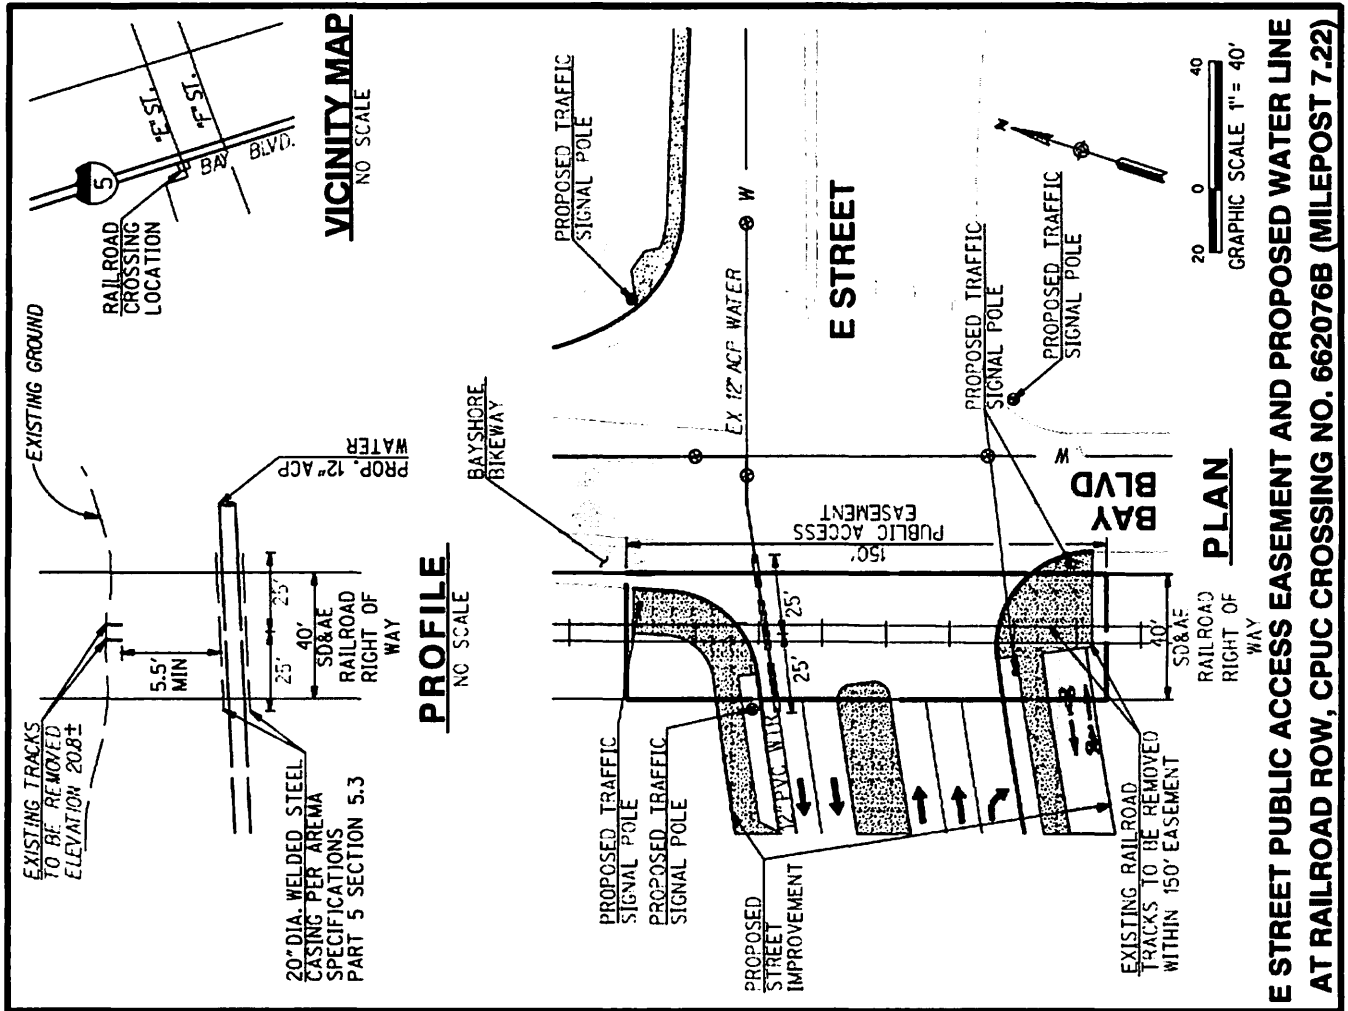 EXISTING TRACKS
TO BE REMOVED
ELEVATION 20.8±
EXISTING GROUND
5.5'
MIN
25'
25'
40'
SD&AE
RAILROAD
RIGHT OF
WAY
PROP. 12" ACP
WATER
20" DIA. WELDED STEEL
CASING PER AREMA
SPECIFICATIONS
PART 5 SECTION 5.3
PROFILE
NO SCALE
RAILROAD
CROSSING
LOCATION
5
"E" ST.
"F" ST.
BAY BLVD.
VICINITY MAP
NO SCALE
BAYSHORE
BIKEWAY
PROPOSED TRAFFIC
SIGNAL POLE
PROPOSED TRAFFIC
SIGNAL POLE
PROPOSED TRAFFIC
SIGNAL POLE
EX. 12" ACP WATER
W
E STREET
150'
PUBLIC ACCESS
EASEMENT
25'
25'
12" PVC WTR
PROPOSED
STREET
IMPROVEMENT
BAY
BLVD
W
PROPOSED TRAFFIC
SIGNAL POLE
PROPOSED TRAFFIC
SIGNAL POLE
N
EXISTING RAILROAD
TRACKS TO BE REMOVED
WITHIN 150' EASEMENT
40'
SD&AE
RAILROAD
RIGHT OF
WAY
PLAN
20 0 40
GRAPHIC SCALE 1"= 40'
E STREET PUBLIC ACCESS EASEMENT AND PROPOSED WATER LINE
AT RAILROAD ROW, CPUC CROSSING NO. 662076B (MILEPOST 7.22)